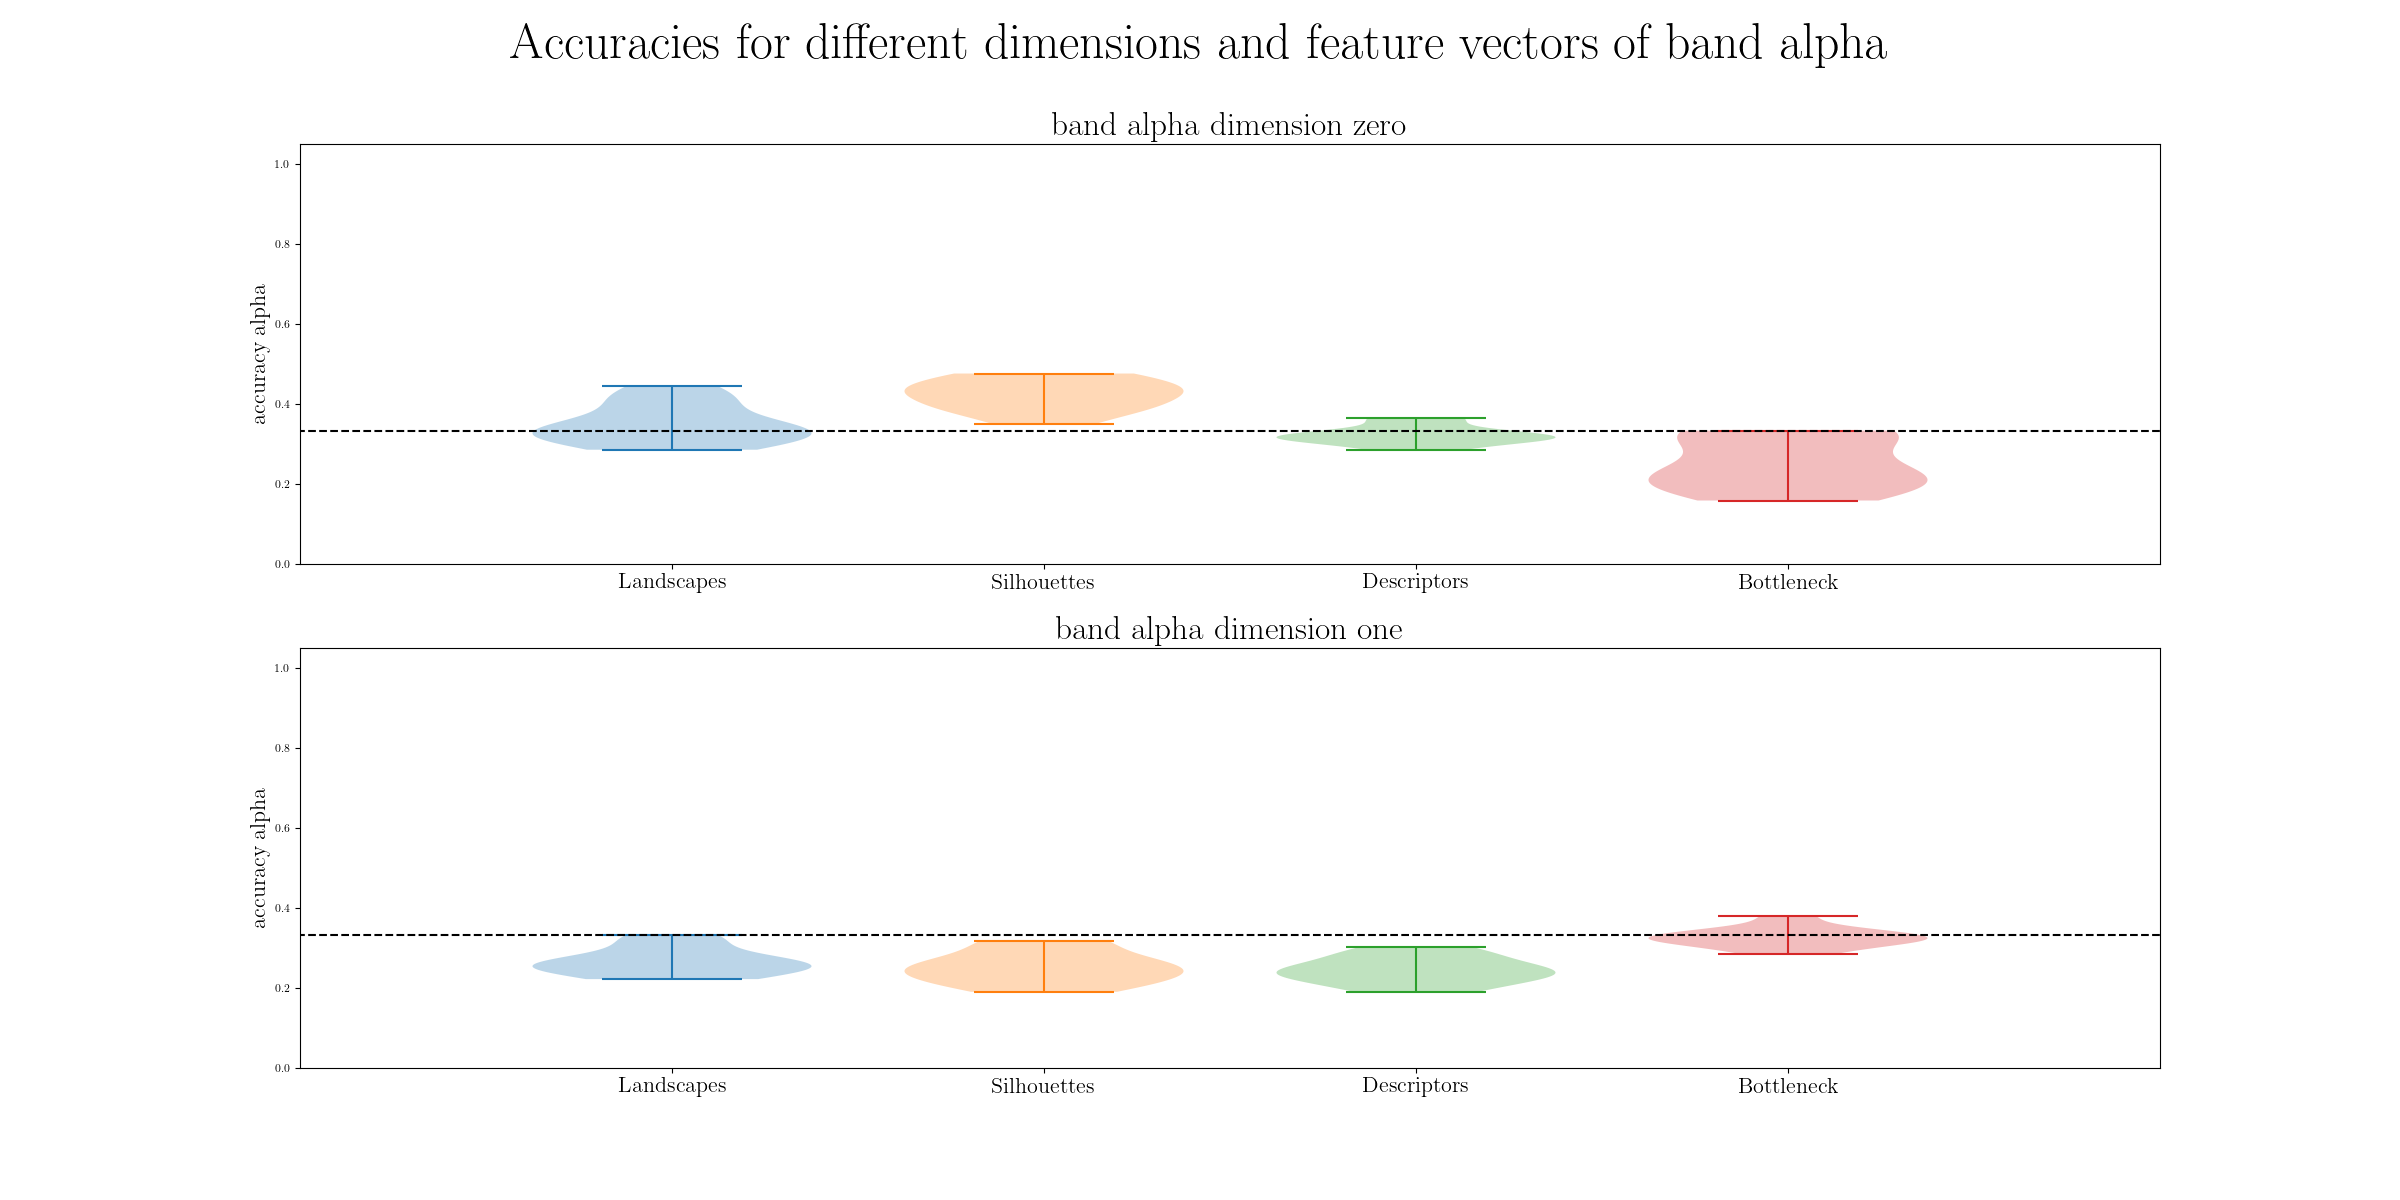 Accuracies for different dimensions and feature vectors of band alpha
band alpha dimension zero
1.0
0.8
0.6
0.4
0.2
0.0
accuracy alpha
Landscapes Silhouettes Descriptors Bottleneck
band alpha dimension one
1.0
0.8
0.6
0.4
0.2
0.0
accuracy alpha
Landscapes Silhouettes Descriptors Bottleneck